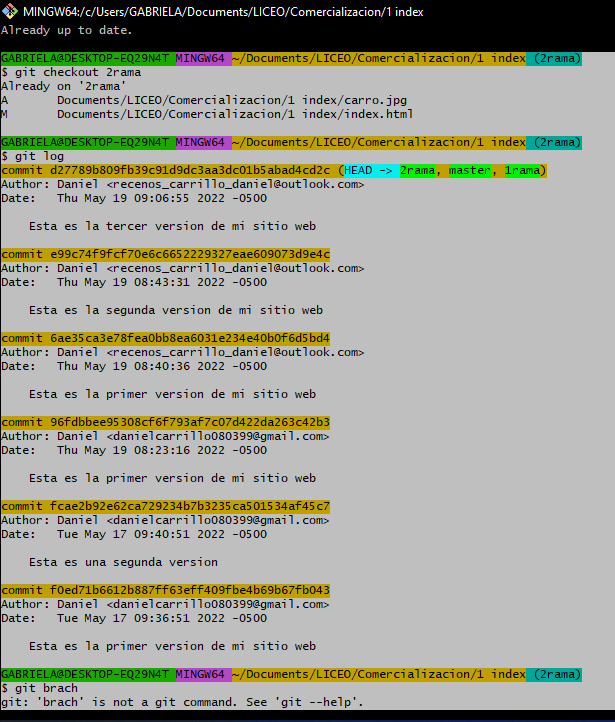 MINGW64:/c/Users/GABRIELA/Documents/LICEO/Comercializacion/1 index
Already up to date.
GABRIELA@DESKTOP-EQ29N4T MINGW64 ~/Documents/LICEO/Comercializacion/1 index (2rama)
$ git checkout 2rama
Already on '2rama'
A       Documents/LICEO/Comercializacion/1 index/carro.jpg
M       Documents/LICEO/Comercializacion/1 index/index.html
GABRIELA@DESKTOP-EQ29N4T MINGW64 ~/Documents/LICEO/Comercializacion/1 index (2rama)
$ git log
commit d27789b809fb39c91d9dc3aa3dc01b5abad4cd2c (HEAD -> 2rama, master, 1rama)
Author: Daniel <recenos_carrillo_daniel@outlook.com>
Date:   Thu May 19 09:06:55 2022 -0500
    Esta es la tercer version de mi sitio web
commit e99c74f9fcf70e6c6652229327eae609073d9e4c
Author: Daniel <recenos_carrillo_daniel@outlook.com>
Date:   Thu May 19 08:43:31 2022 -0500
    Esta es la segunda version de mi sitio web
commit 6ae35ca3e78fea0bb8ea6031e234e40b0f6d5bd4
Author: Daniel <recenos_carrillo_daniel@outlook.com>
Date:   Thu May 19 08:40:36 2022 -0500
    Esta es la primer version de mi sitio web
commit 96fdbbee95308cf6f793af7c07d422da263c42b3
Author: Daniel <danielcarrillo080399@gmail.com>
Date:   Thu May 19 08:23:16 2022 -0500
    Esta es la primer version de mi sitio web
commit fcae2b92e62ca729234b7b3235ca501534af45c7
Author: Daniel <danielcarrillo080399@gmail.com>
Date:   Tue May 17 09:40:51 2022 -0500
    Esta es una segunda version
commit f0ed71b6612b887ff63eff409fbe4b69b67fb043
Author: Daniel <danielcarrillo080399@gmail.com>
Date:   Tue May 17 09:36:51 2022 -0500
    Esta es la primer version de mi sitio web
GABRIELA@DESKTOP-EQ29N4T MINGW64 ~/Documents/LICEO/Comercializacion/1 index (2rama)
$ git brach
git: 'brach' is not a git command. See 'git --help'.